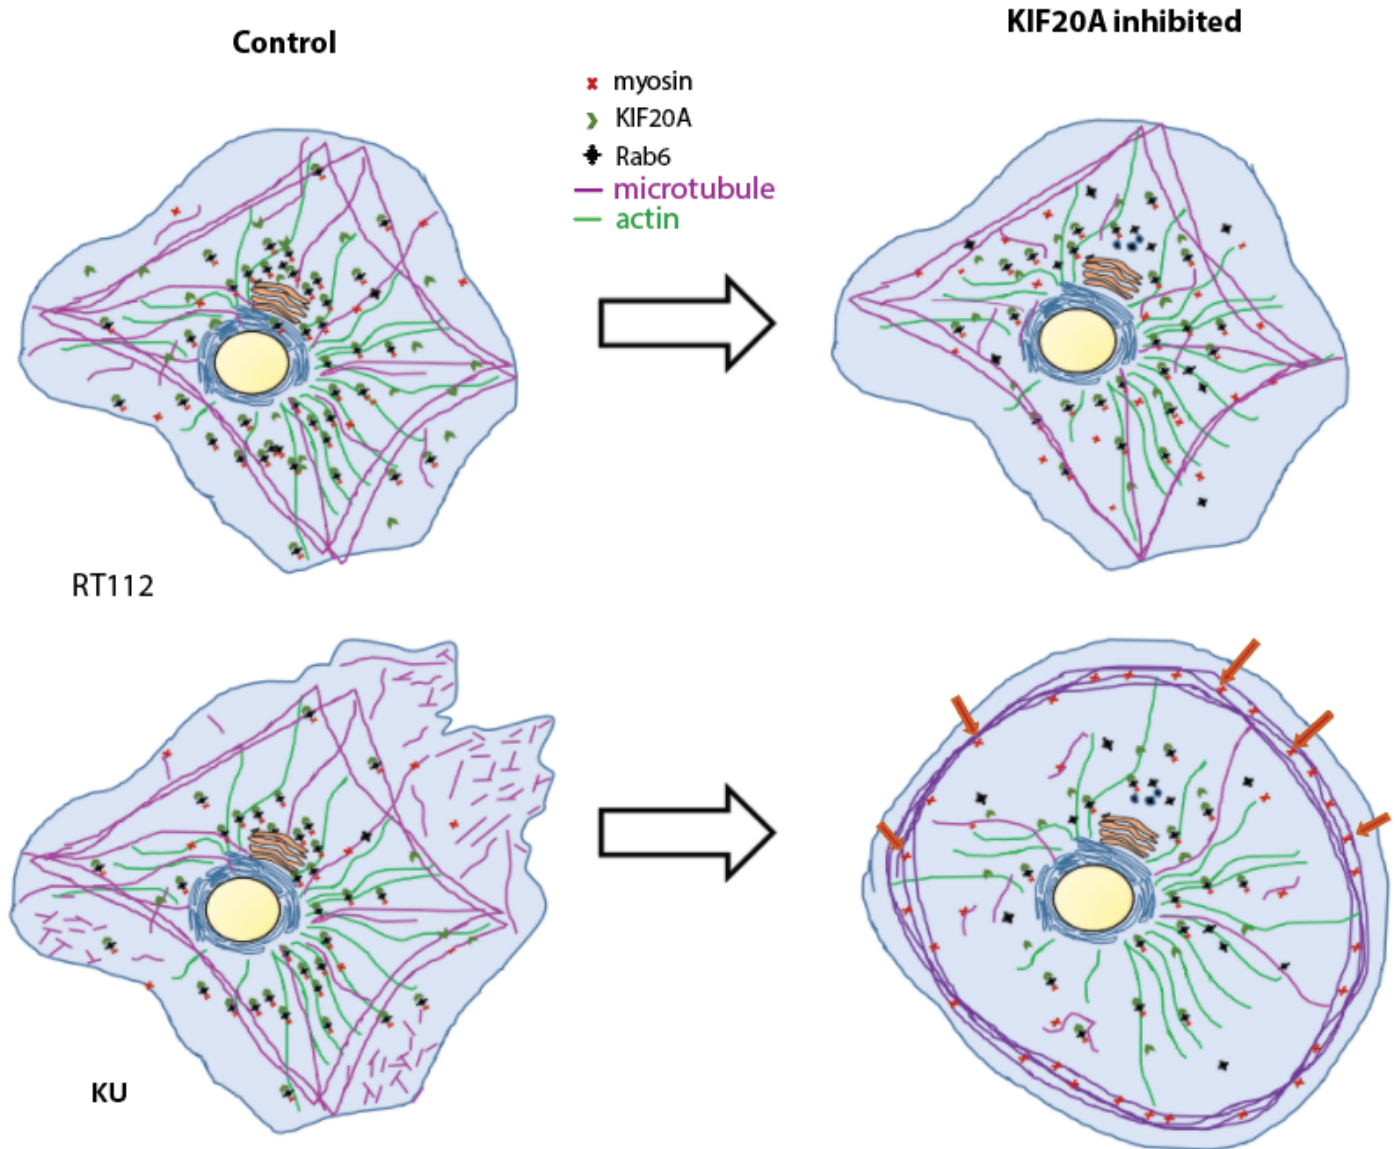 Control
KIF20A inhibited
myosin
KIF20A
Rab6
microtubule
actin
RT112
KU